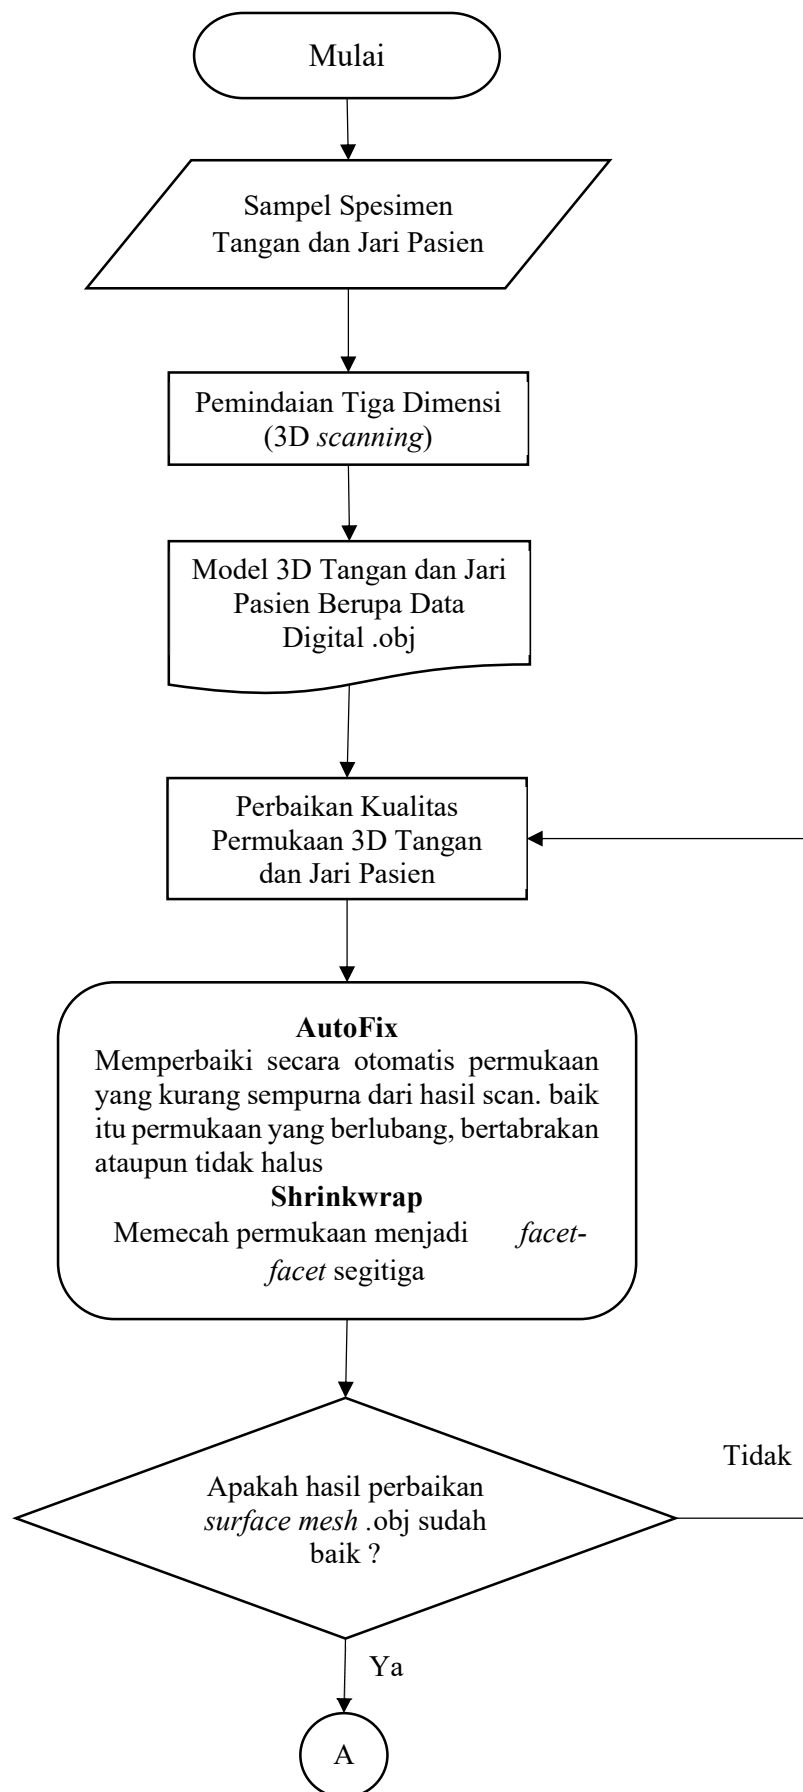 Mulai
Sampel Spesimen
Tangan dan Jari Pasien
Pemindaian Tiga Dimensi
(3D scanning)
Model 3D Tangan dan Jari
Pasien Berupa Data
Digital .obj
Perbaikan Kualitas
Permukaan 3D Tangan
dan Jari Pasien
AutoFix
Memperbaiki secara otomatis permukaan
yang kurang sempurna dari hasil scan. baik
itu permukaan yang berlubang, bertabrakan
ataupun tidak halus
Shrinkwrap
Memecah permukaan menjadi facet-
facet segitiga
Tidak
Apakah hasil perbaikan
surface mesh .obj sudah
baik ?
Ya
A